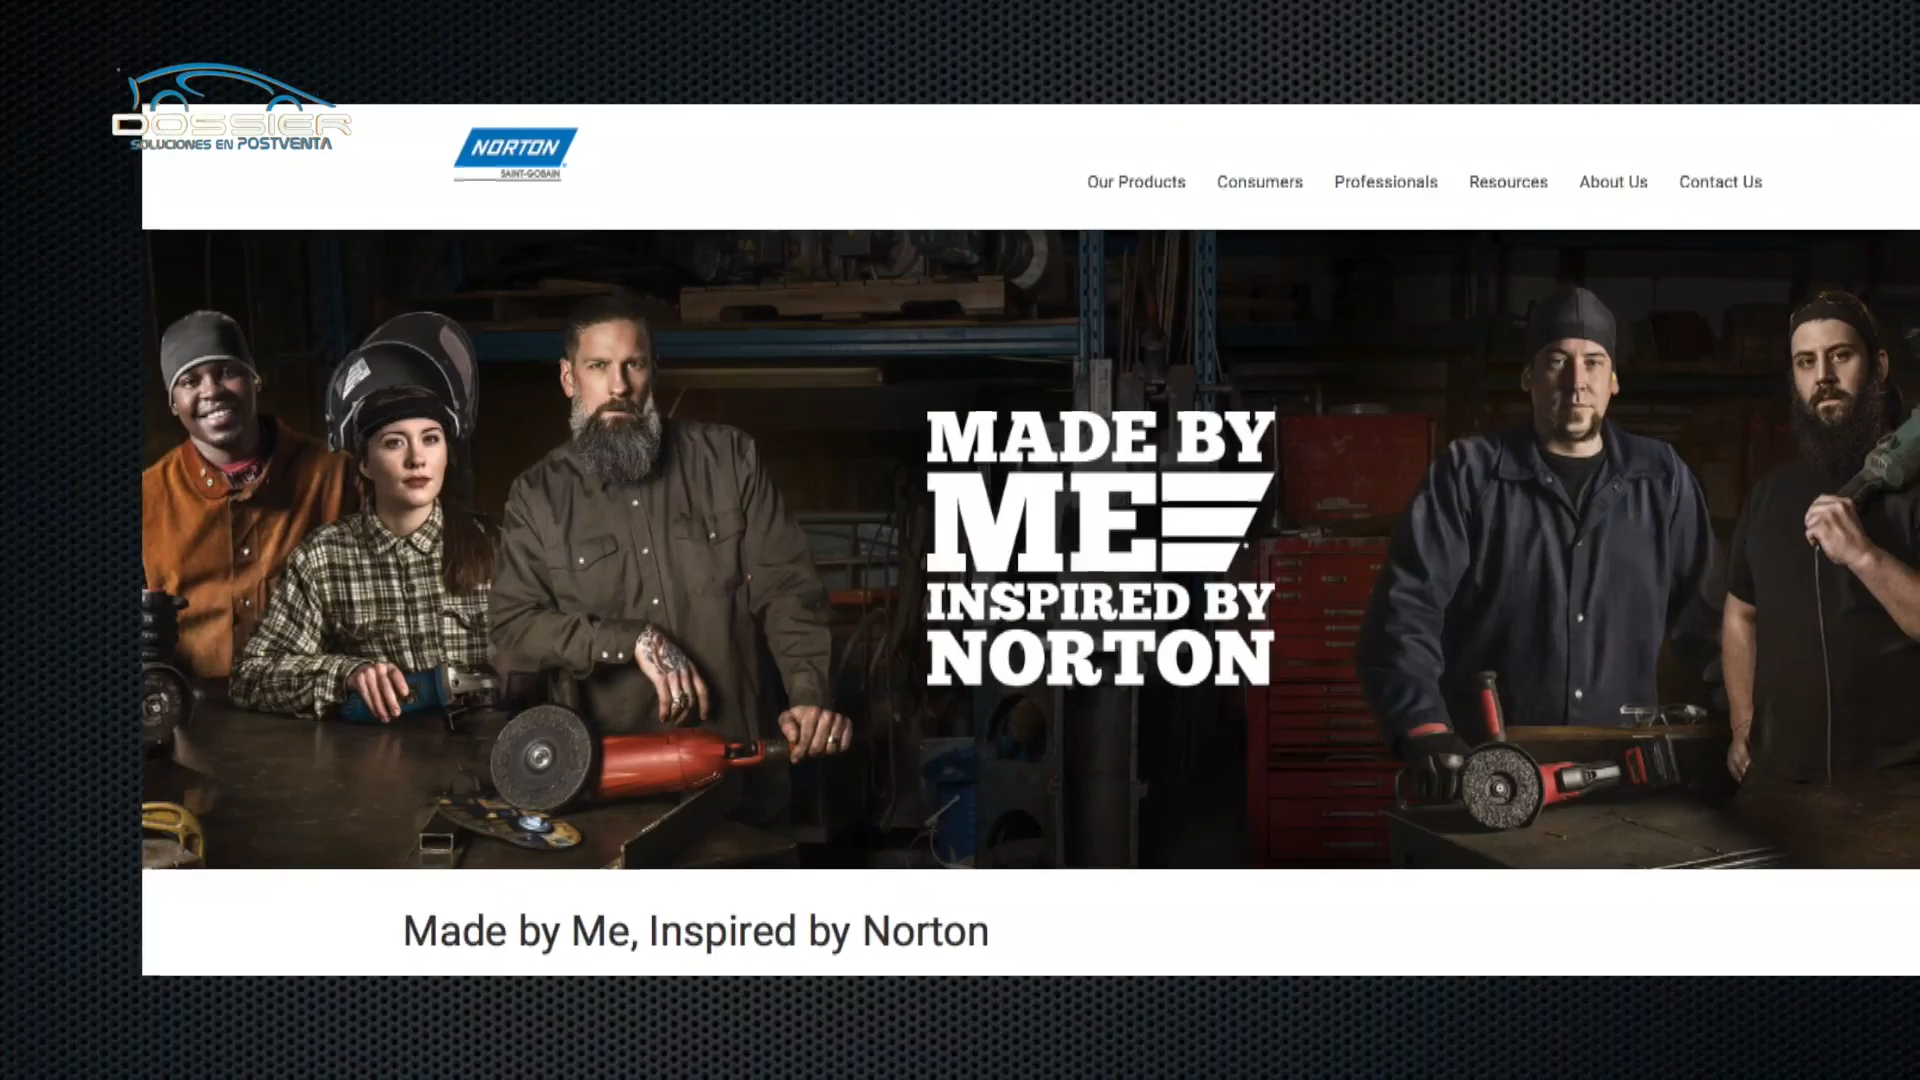 DOSSIER
SOLUCIONES EN POSTVENTA
NORTON
SAINT-GOBAIN
Our Products Consumers Professionals Resources About Us Contact Us
MADE BY
ME
INSPIRED BY
NORTON
Made by Me, Inspired by Norton